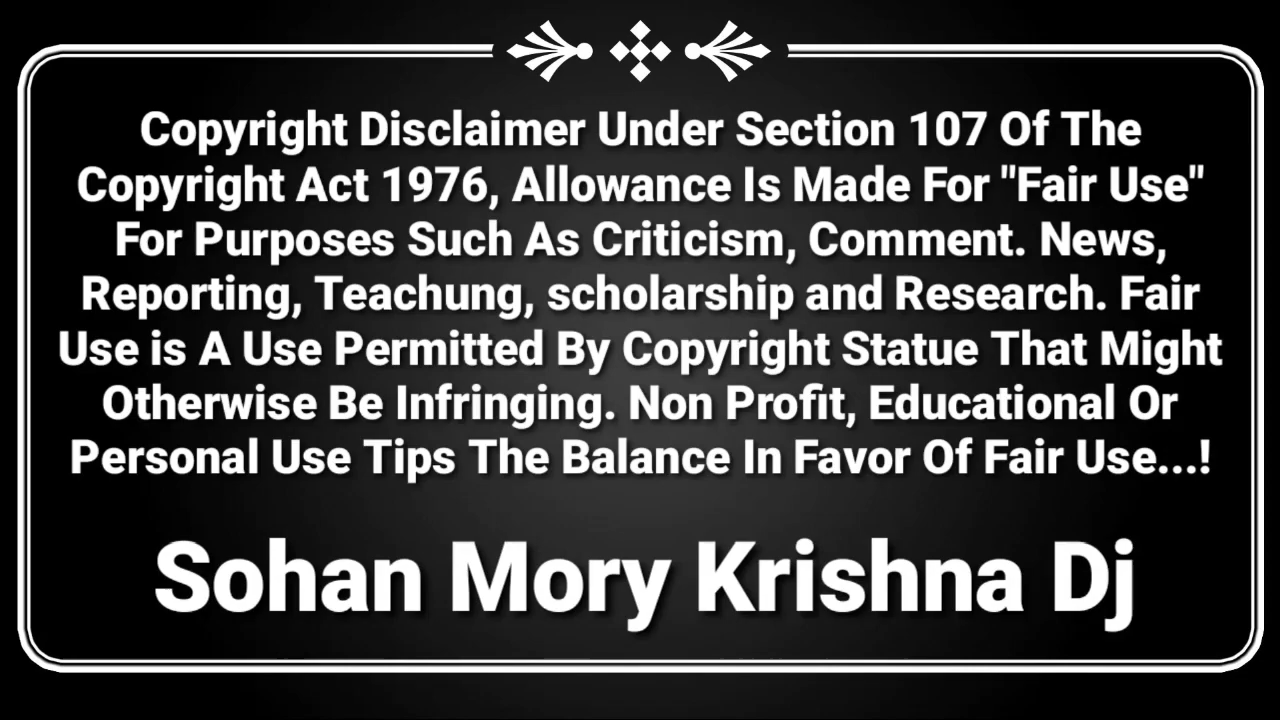 Copyright Disclaimer Under Section 107 Of The
Copyright Act 1976, Allowance Is Made For "Fair Use"
For Purposes Such As Criticism, Comment. News,
Reporting, Teachung, scholarship and Research. Fair
Use is A Use Permitted By Copyright Statue That Might
Otherwise Be Infringing. Non Profit, Educational Or
Personal Use Tips The Balance In Favor Of Fair Use...!
Sohan Mory Krishna Dj